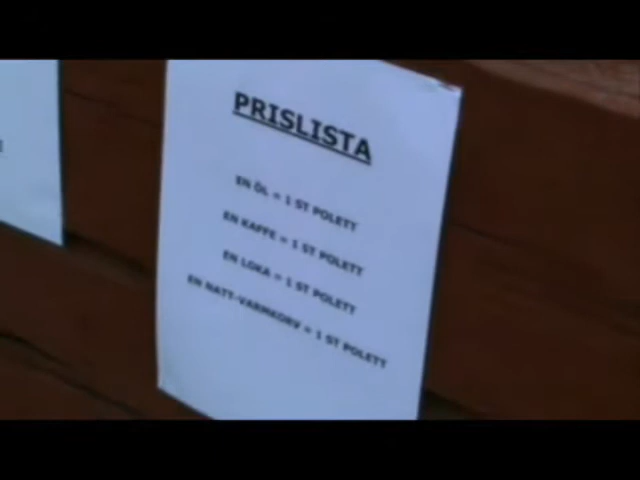 PRISLISTA
EN ÖL = 1 ST POLETT
EN KAFFE = 1 ST POLETT
EN LOKA = 1 ST POLETT
EN NATT-VARMKORV = 1 ST POLETT